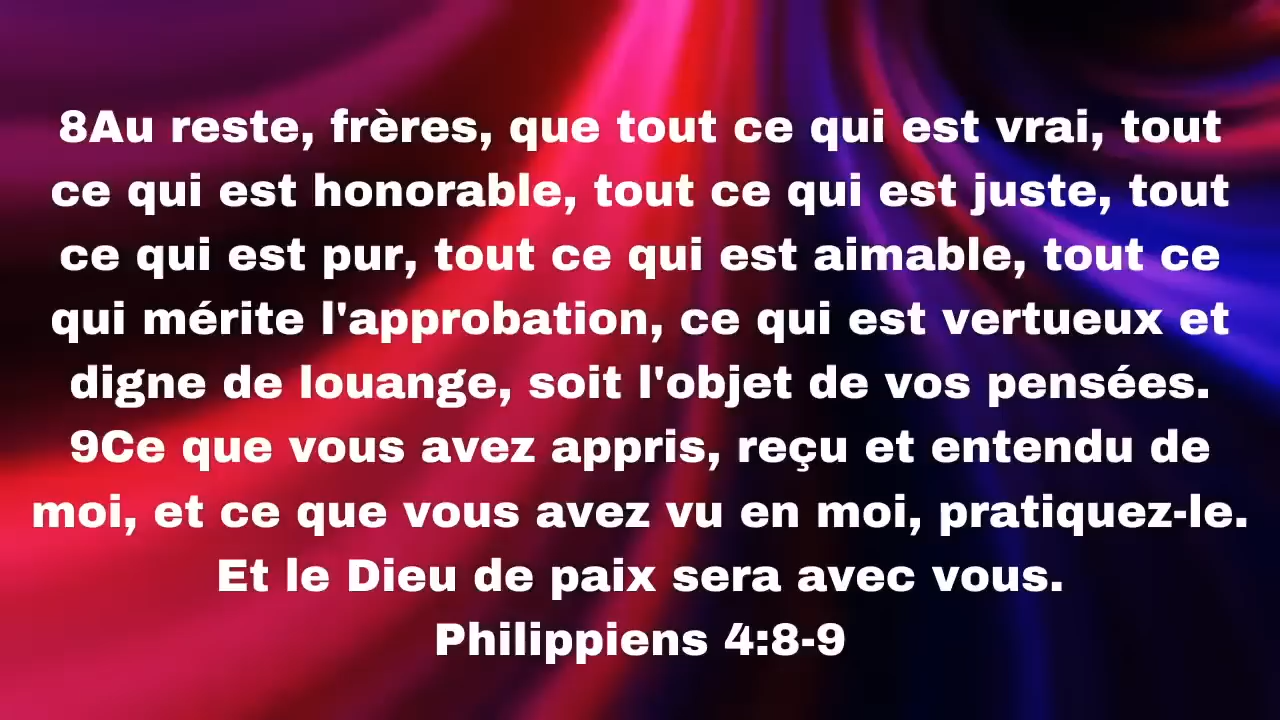 8Au reste, frères, que tout ce qui est vrai, tout
ce qui est honorable, tout ce qui est juste, tout
ce qui est pur, tout ce qui est aimable, tout ce
qui mérite l'approbation, ce qui est vertueux et
digne de louange, soit l'objet de vos pensées.
9Ce que vous avez appris, reçu et entendu de
moi, et ce que vous avez vu en moi, pratiquez-le.
Et le Dieu de paix sera avec vous.
Philippiens 4:8-9